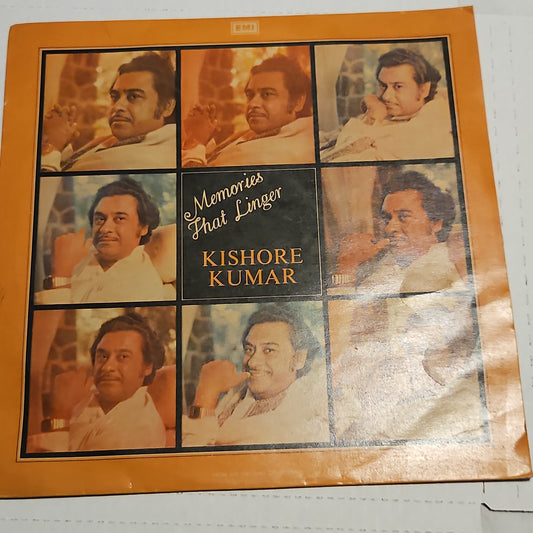 EMI
Memories
That Linger
KISHORE
KUMAR